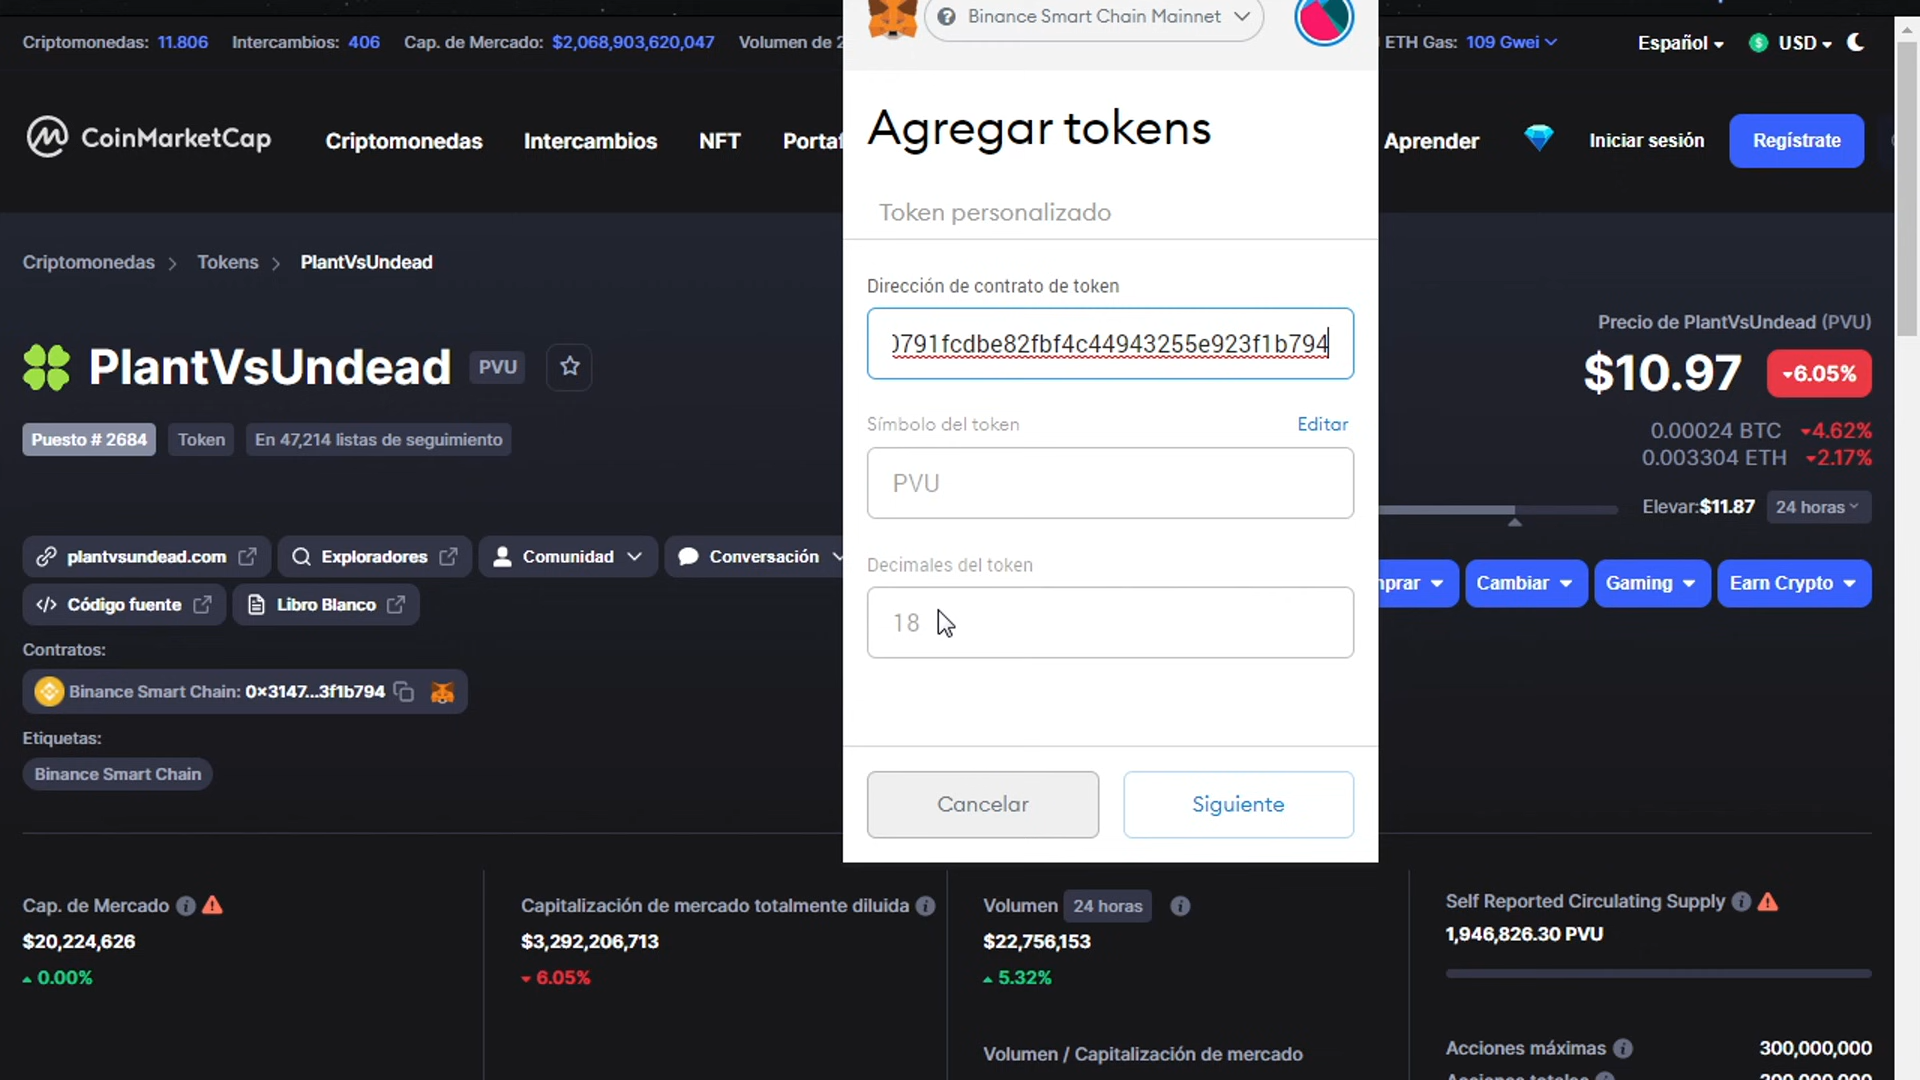 Criptomonedas: 11.806 Intercambios: 406 Cap. de Mercado: $2,068,903,620,047 Volumen de 2
ETH Gas: 109 Gwei Español USD
CoinMarketCap Criptomonedas Intercambios NFT
Aprender Iniciar sesión Regístrate
Criptomonedas > Tokens > PlantVsUndead
PlantVsUndead PVU
Puesto # 2684 Token En 47,214 listas de seguimiento
plantvsundead.com Exploradores Comunidad Conversación
Código fuente Libro Blanco
Contratos:
Binance Smart Chain: 0x3147...3f1b794
Etiquetas:
Binance Smart Chain
Binance Smart Chain Mainnet
Agregar tokens
Token personalizado
Dirección de contrato de token
0791fcdbe82fbf4c44943255e923f1b794
Símbolo del token Editar
PVU
Decimales del token
18
Cancelar Siguiente
Precio de PlantVsUndead (PVU)
$10.97 6.05%
0.00024 BTC 4.62%
0.003304 ETH 2.17%
Elevar:$11.87 24 horas
Cambiar Gaming Earn Crypto
Cap. de Mercado
$20,224,626
0.00%
Capitalización de mercado totalmente diluida
$3,292,206,713
6.05%
Volumen 24 horas
$22,756,153
5.32%
Volumen / Capitalización de mercado
Self Reported Circulating Supply
1,946,826.30 PVU
Acciones máximas 300,000,000